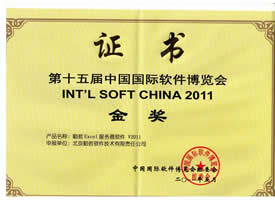 证书
第十五届中国国际软件博览会
INT'L SOFT CHINA 2011
金奖
产品名称：勤哲Excel服务器软件 V2011
申报单位：北京勤哲软件技术有限责任公司
中国国际软件博览会组委会